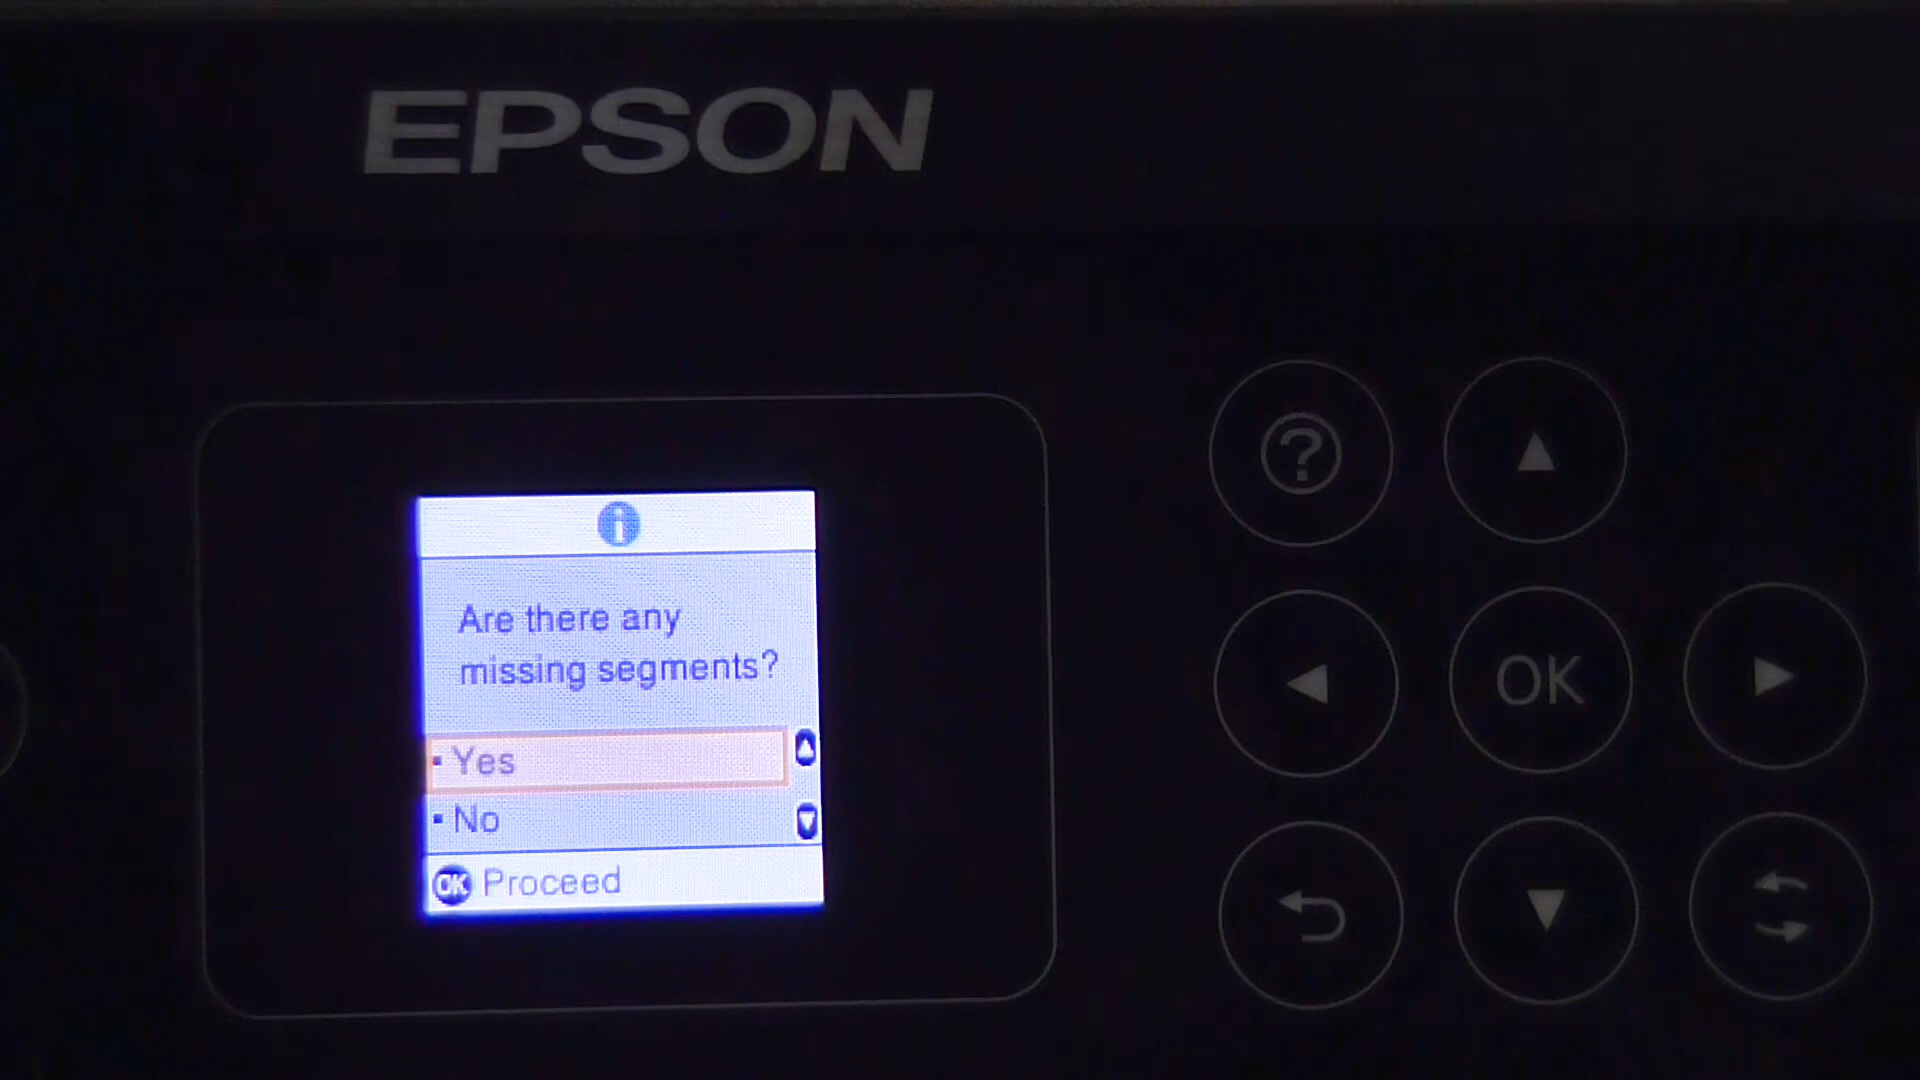 EPSON
i
Are there any
missing segments?
Yes
No
OK Proceed
?
OK